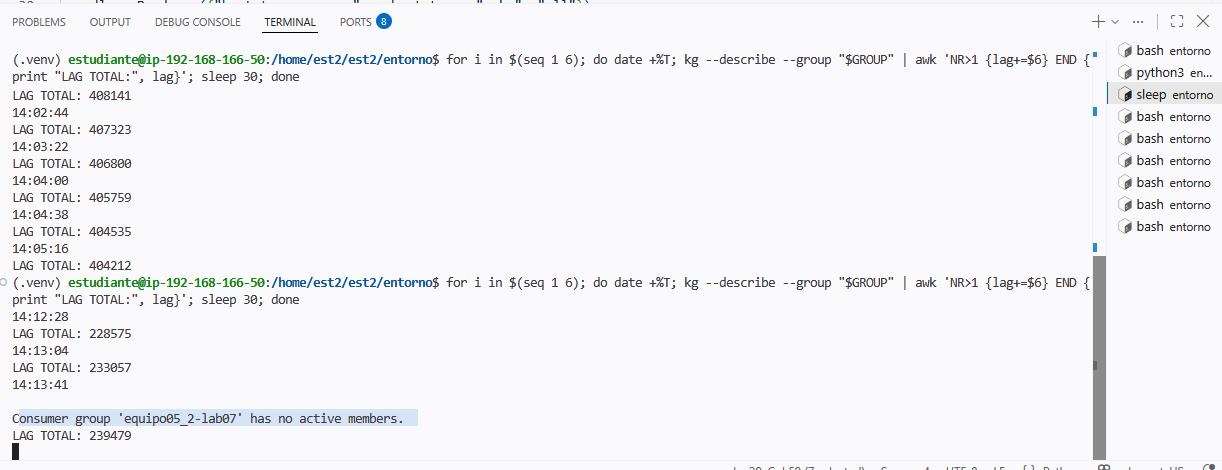 PROBLEMS OUTPUT DEBUG CONSOLE TERMINAL PORTS 8
(.venv) estudiante@ip-192-168-166-50:/home/est2/est2/entorno$ for i in $(seq 1 6); do date +%T; kg --describe --group "$GROUP" | awk 'NR>1 {lag+=$6} END {
print "LAG TOTAL:", lag}'; sleep 30; done
LAG TOTAL: 408141
14:02:44
LAG TOTAL: 407323
14:03:22
LAG TOTAL: 406800
14:04:00
LAG TOTAL: 405759
14:04:38
LAG TOTAL: 404535
14:05:16
LAG TOTAL: 404212
(.venv) estudiante@ip-192-168-166-50:/home/est2/est2/entorno$ for i in $(seq 1 6); do date +%T; kg --describe --group "$GROUP" | awk 'NR>1 {lag+=$6} END {
print "LAG TOTAL:", lag}'; sleep 30; done
14:12:28
LAG TOTAL: 228575
14:13:04
LAG TOTAL: 233057
14:13:41
Consumer group 'equipo05_2-lab07' has no active members.
LAG TOTAL: 239479
bash entorno
python3 en...
sleep entorno
bash entorno
bash entorno
bash entorno
bash entorno
bash entorno
bash entorno